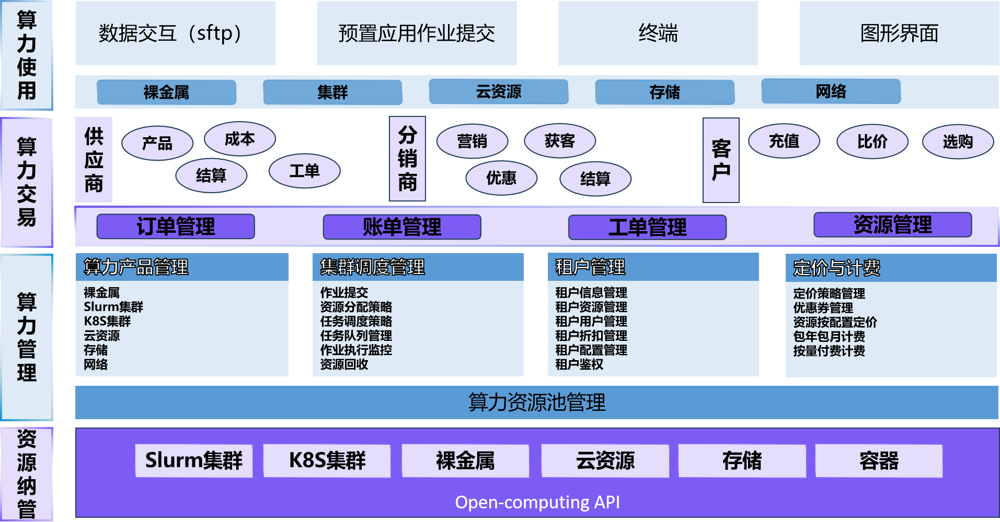 算力使用
数据交互（sftp）
预置应用作业提交
终端
图形界面
裸金属
集群
云资源
存储
网络
算力交易
供应商
产品
成本
结算
工单
分销商
营销
获客
优惠
结算
客户
充值
比价
选购
订单管理
账单管理
工单管理
资源管理
算力管理
算力产品管理
裸金属
Slurm集群
K8S集群
云资源
存储
网络
集群调度管理
作业提交
资源分配策略
任务调度策略
任务队列管理
作业执行监控
资源回收
租户管理
租户信息管理
租户资源管理
租户用户管理
租户折扣管理
租户配置管理
租户鉴权
定价与计费
定价策略管理
优惠券管理
资源按配置定价
包年包月计费
按量付费计费
算力资源池管理
资源纳管
Slurm集群
K8S集群
裸金属
云资源
存储
容器
Open-computing API